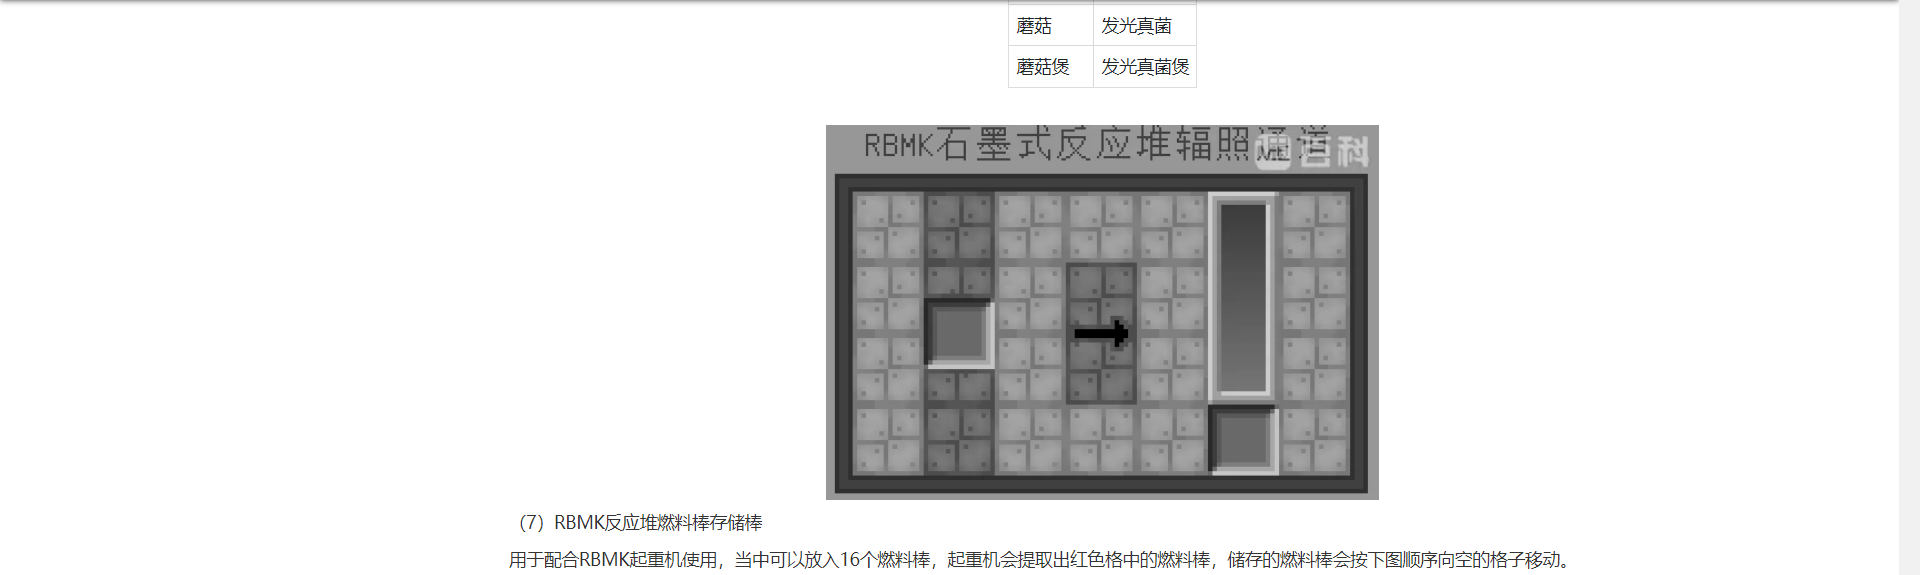 蘑菇 发光真菌
蘑菇煲 发光真菌煲
RBMK石墨式反应堆辐照通道
百科
（7）RBMK反应堆燃料棒存储棒
用于配合RBMK起重机使用，当中可以放入16个燃料棒，起重机会提取出红色格中的燃料棒，储存的燃料棒会按下图顺序向空的格子移动。